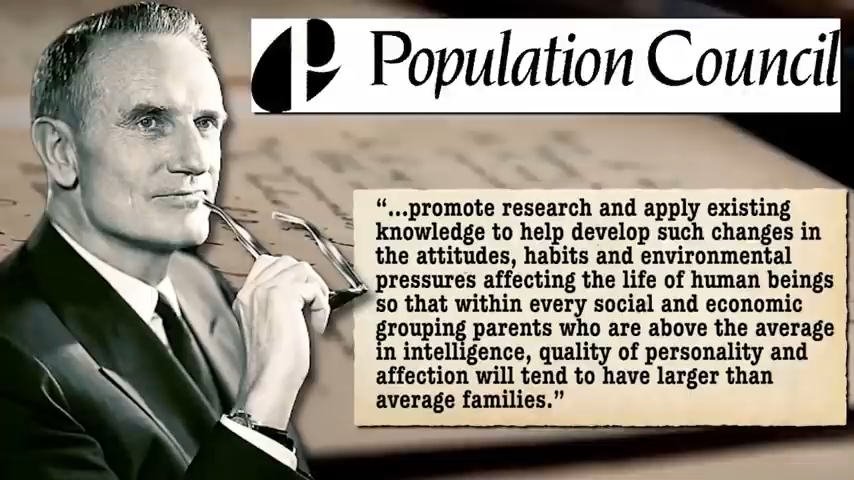 Population Council
“...promote research and apply existing
knowledge to help develop such changes in
the attitudes, habits and environmental
pressures affecting the life of human beings
so that within every social and economic
grouping parents who are above the average
in intelligence, quality of personality and
affection will tend to have larger than
average families.”